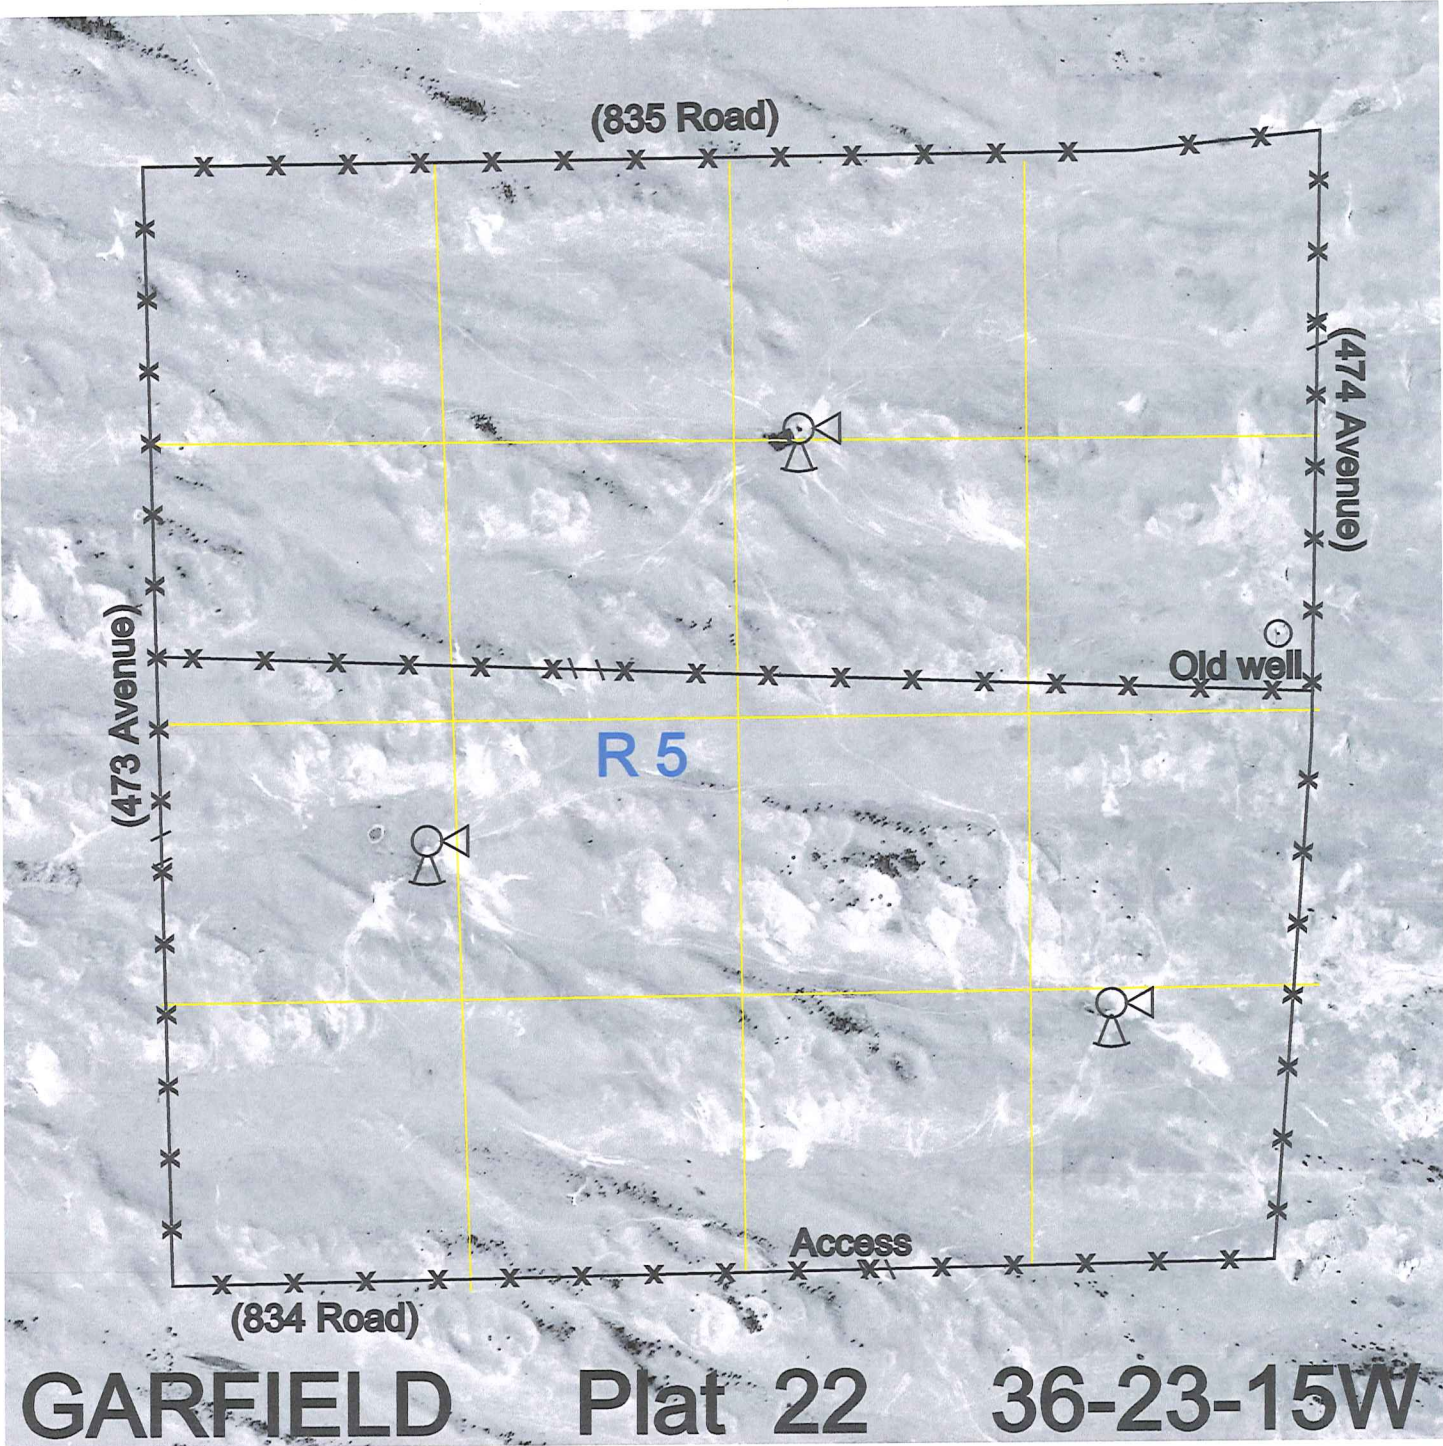 (835 Road)
(474 Avenue)
Old well
(473 Avenue)
R 5
Access
(834 Road)
GARFIELD Plat 22 36-23-15W